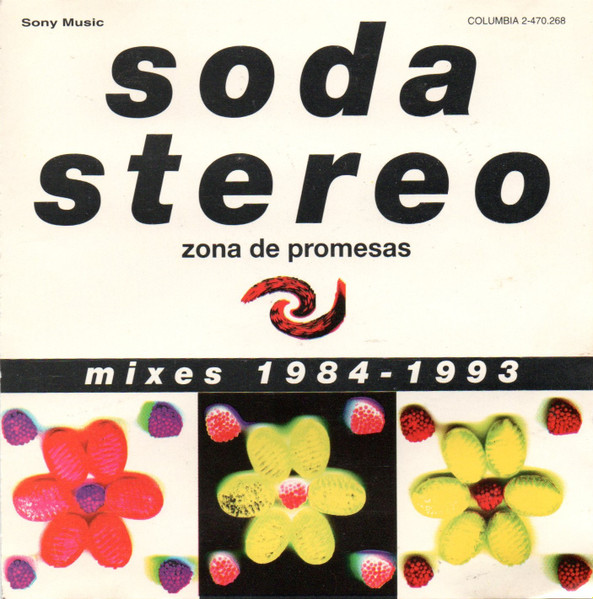 Sony Music
COLUMBIA 2-470.268
soda
stereo
zona de promesas
mixes 1984-1993